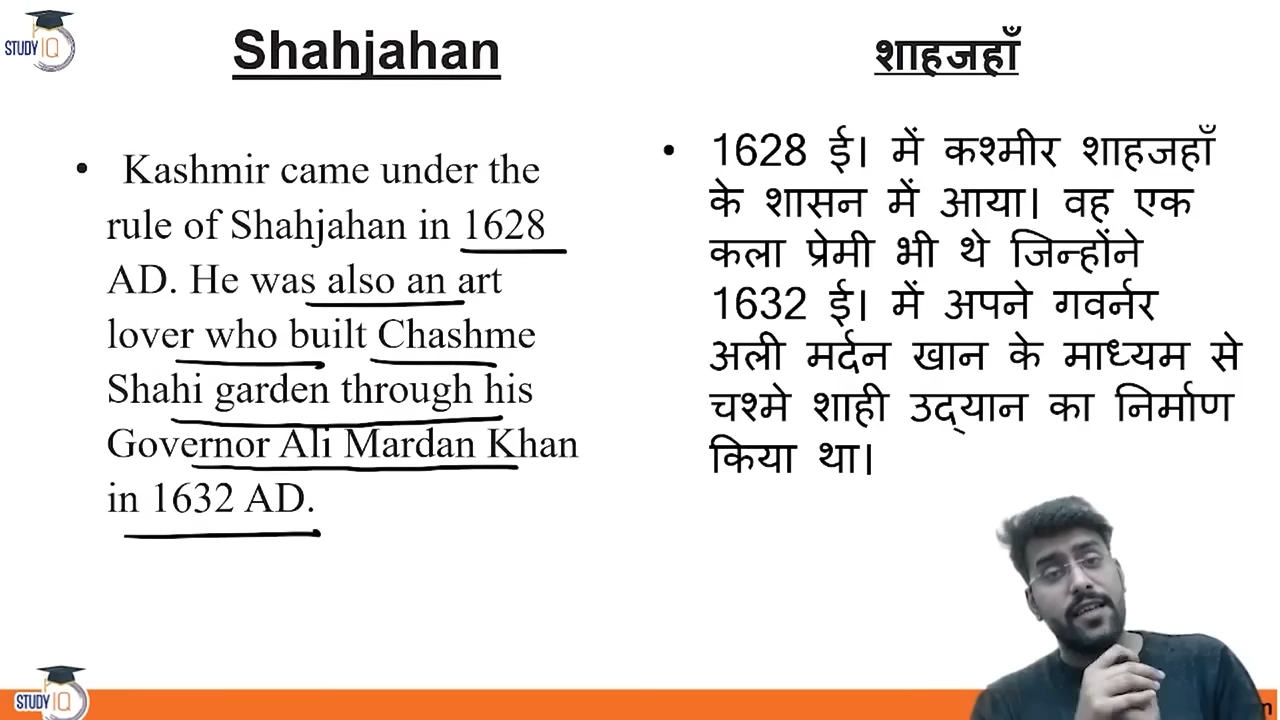 STUDY IQ
Shahjahan
• Kashmir came under the
rule of Shahjahan in 1628
AD. He was also an art
lover who built Chashme
Shahi garden through his
Governor Ali Mardan Khan
in 1632 AD.
शाहजहाँ
• 1628 ई। में कश्मीर शाहजहाँ
के शासन में आया। वह एक
कला प्रेमी भी थे जिन्होंने
1632 ई। में अपने गवर्नर
अली मर्दन खान के माध्यम से
चश्मे शाही उद्यान का निर्माण
किया था।
STUDY IQ